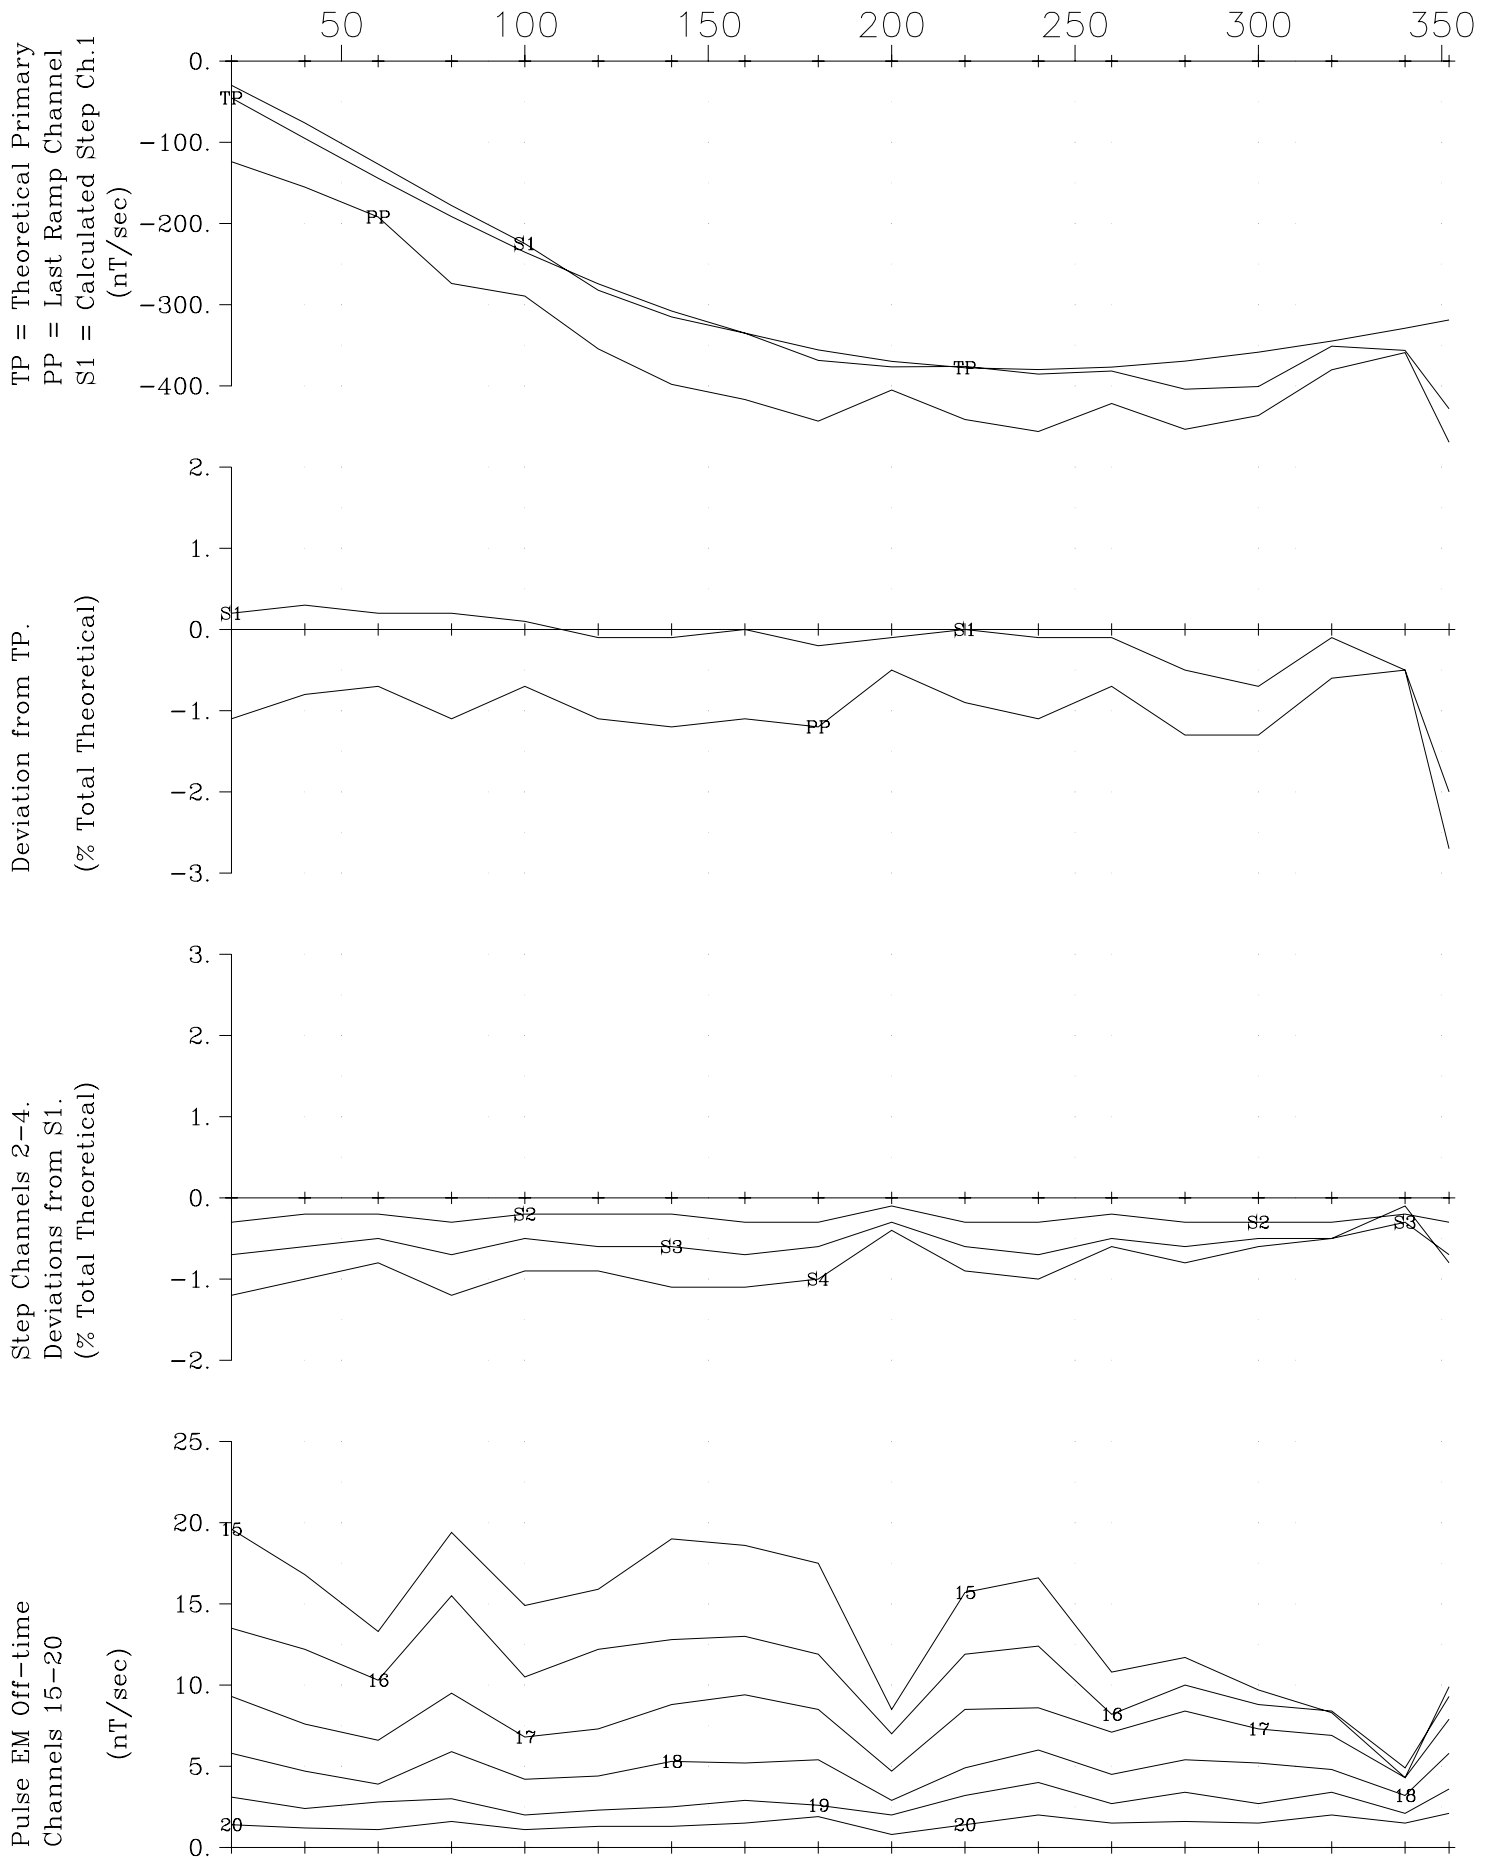 50 100 150 200 250 300 350
TP = Theoretical Primary
PP = Last Ramp Channel
S1 = Calculated Step Ch.1
(nT/sec)
0.
-100.
-200.
-300.
-400.
TP
PP
S1
TP
Deviation from TP.
(% Total Theoretical)
2.
1.
0.
-1.
-2.
-3.
S1
S1
PP
Step Channels 2-4.
Deviations from S1.
(% Total Theoretical)
3.
2.
1.
0.
-1.
-2.
S2
S2
S3
S3
S4
Pulse EM Off-time
Channels 15-20
(nT/sec)
25.
20.
15.
10.
5.
0.
15
15
16
16
17
17
18
18
19
20
20